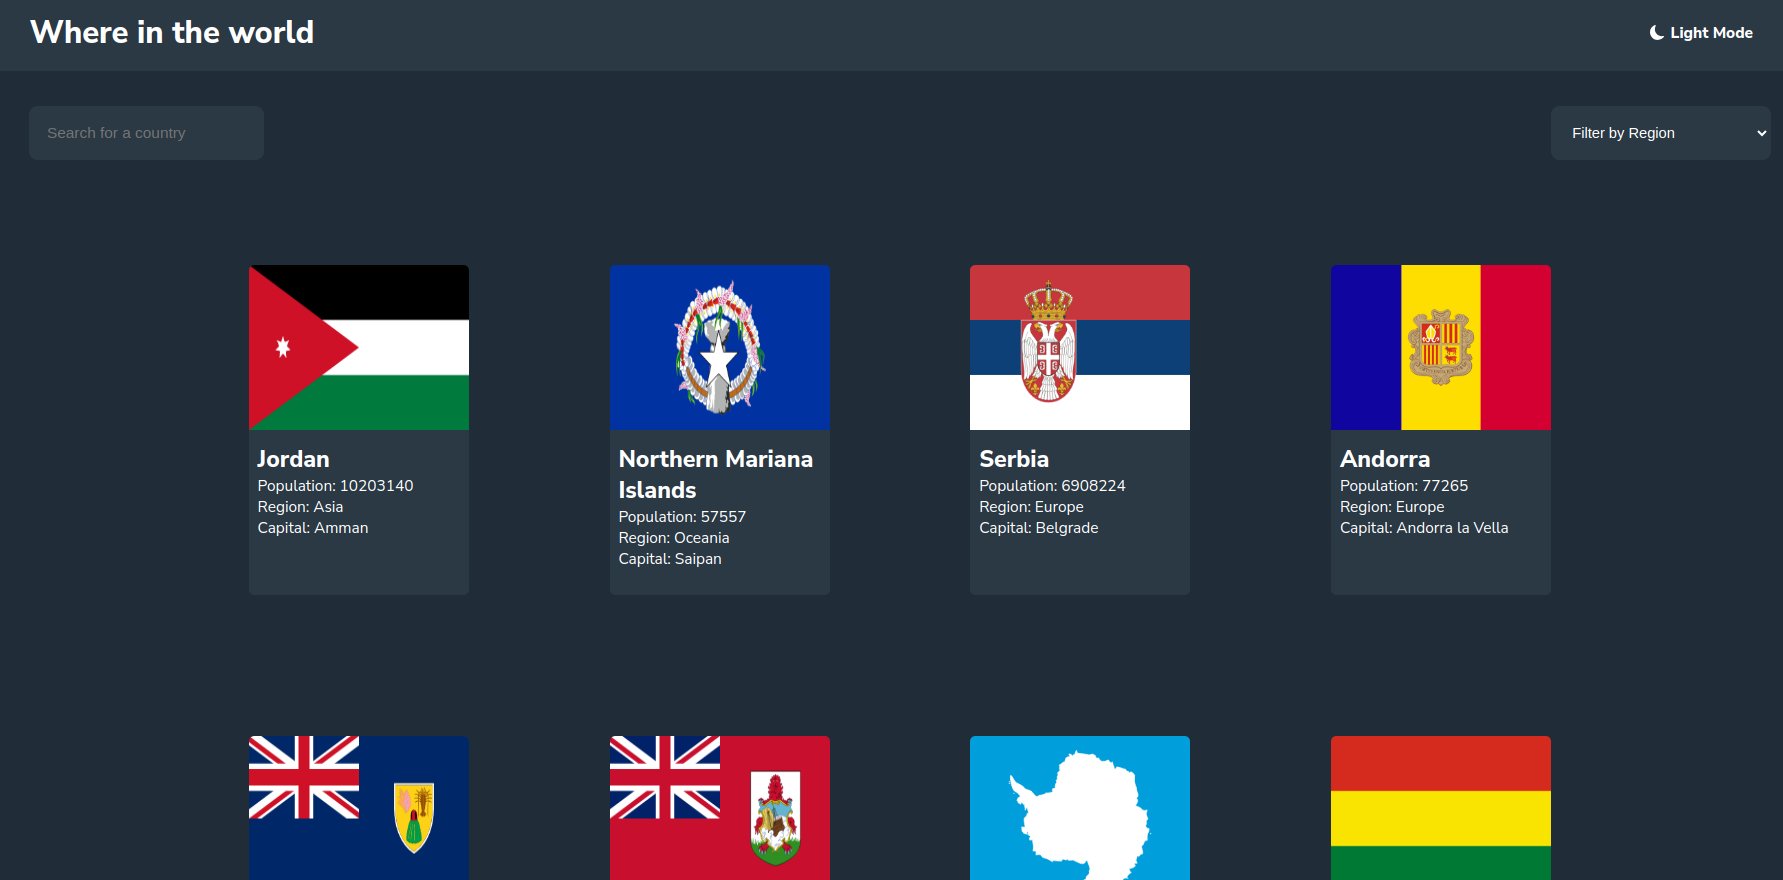 Where in the world
Light Mode
Search for a country
Filter by Region
Jordan
Population: 10203140
Region: Asia
Capital: Amman
Northern Mariana
Islands
Population: 57557
Region: Oceania
Capital: Saipan
Serbia
Population: 6908224
Region: Europe
Capital: Belgrade
Andorra
Population: 77265
Region: Europe
Capital: Andorra la Vella